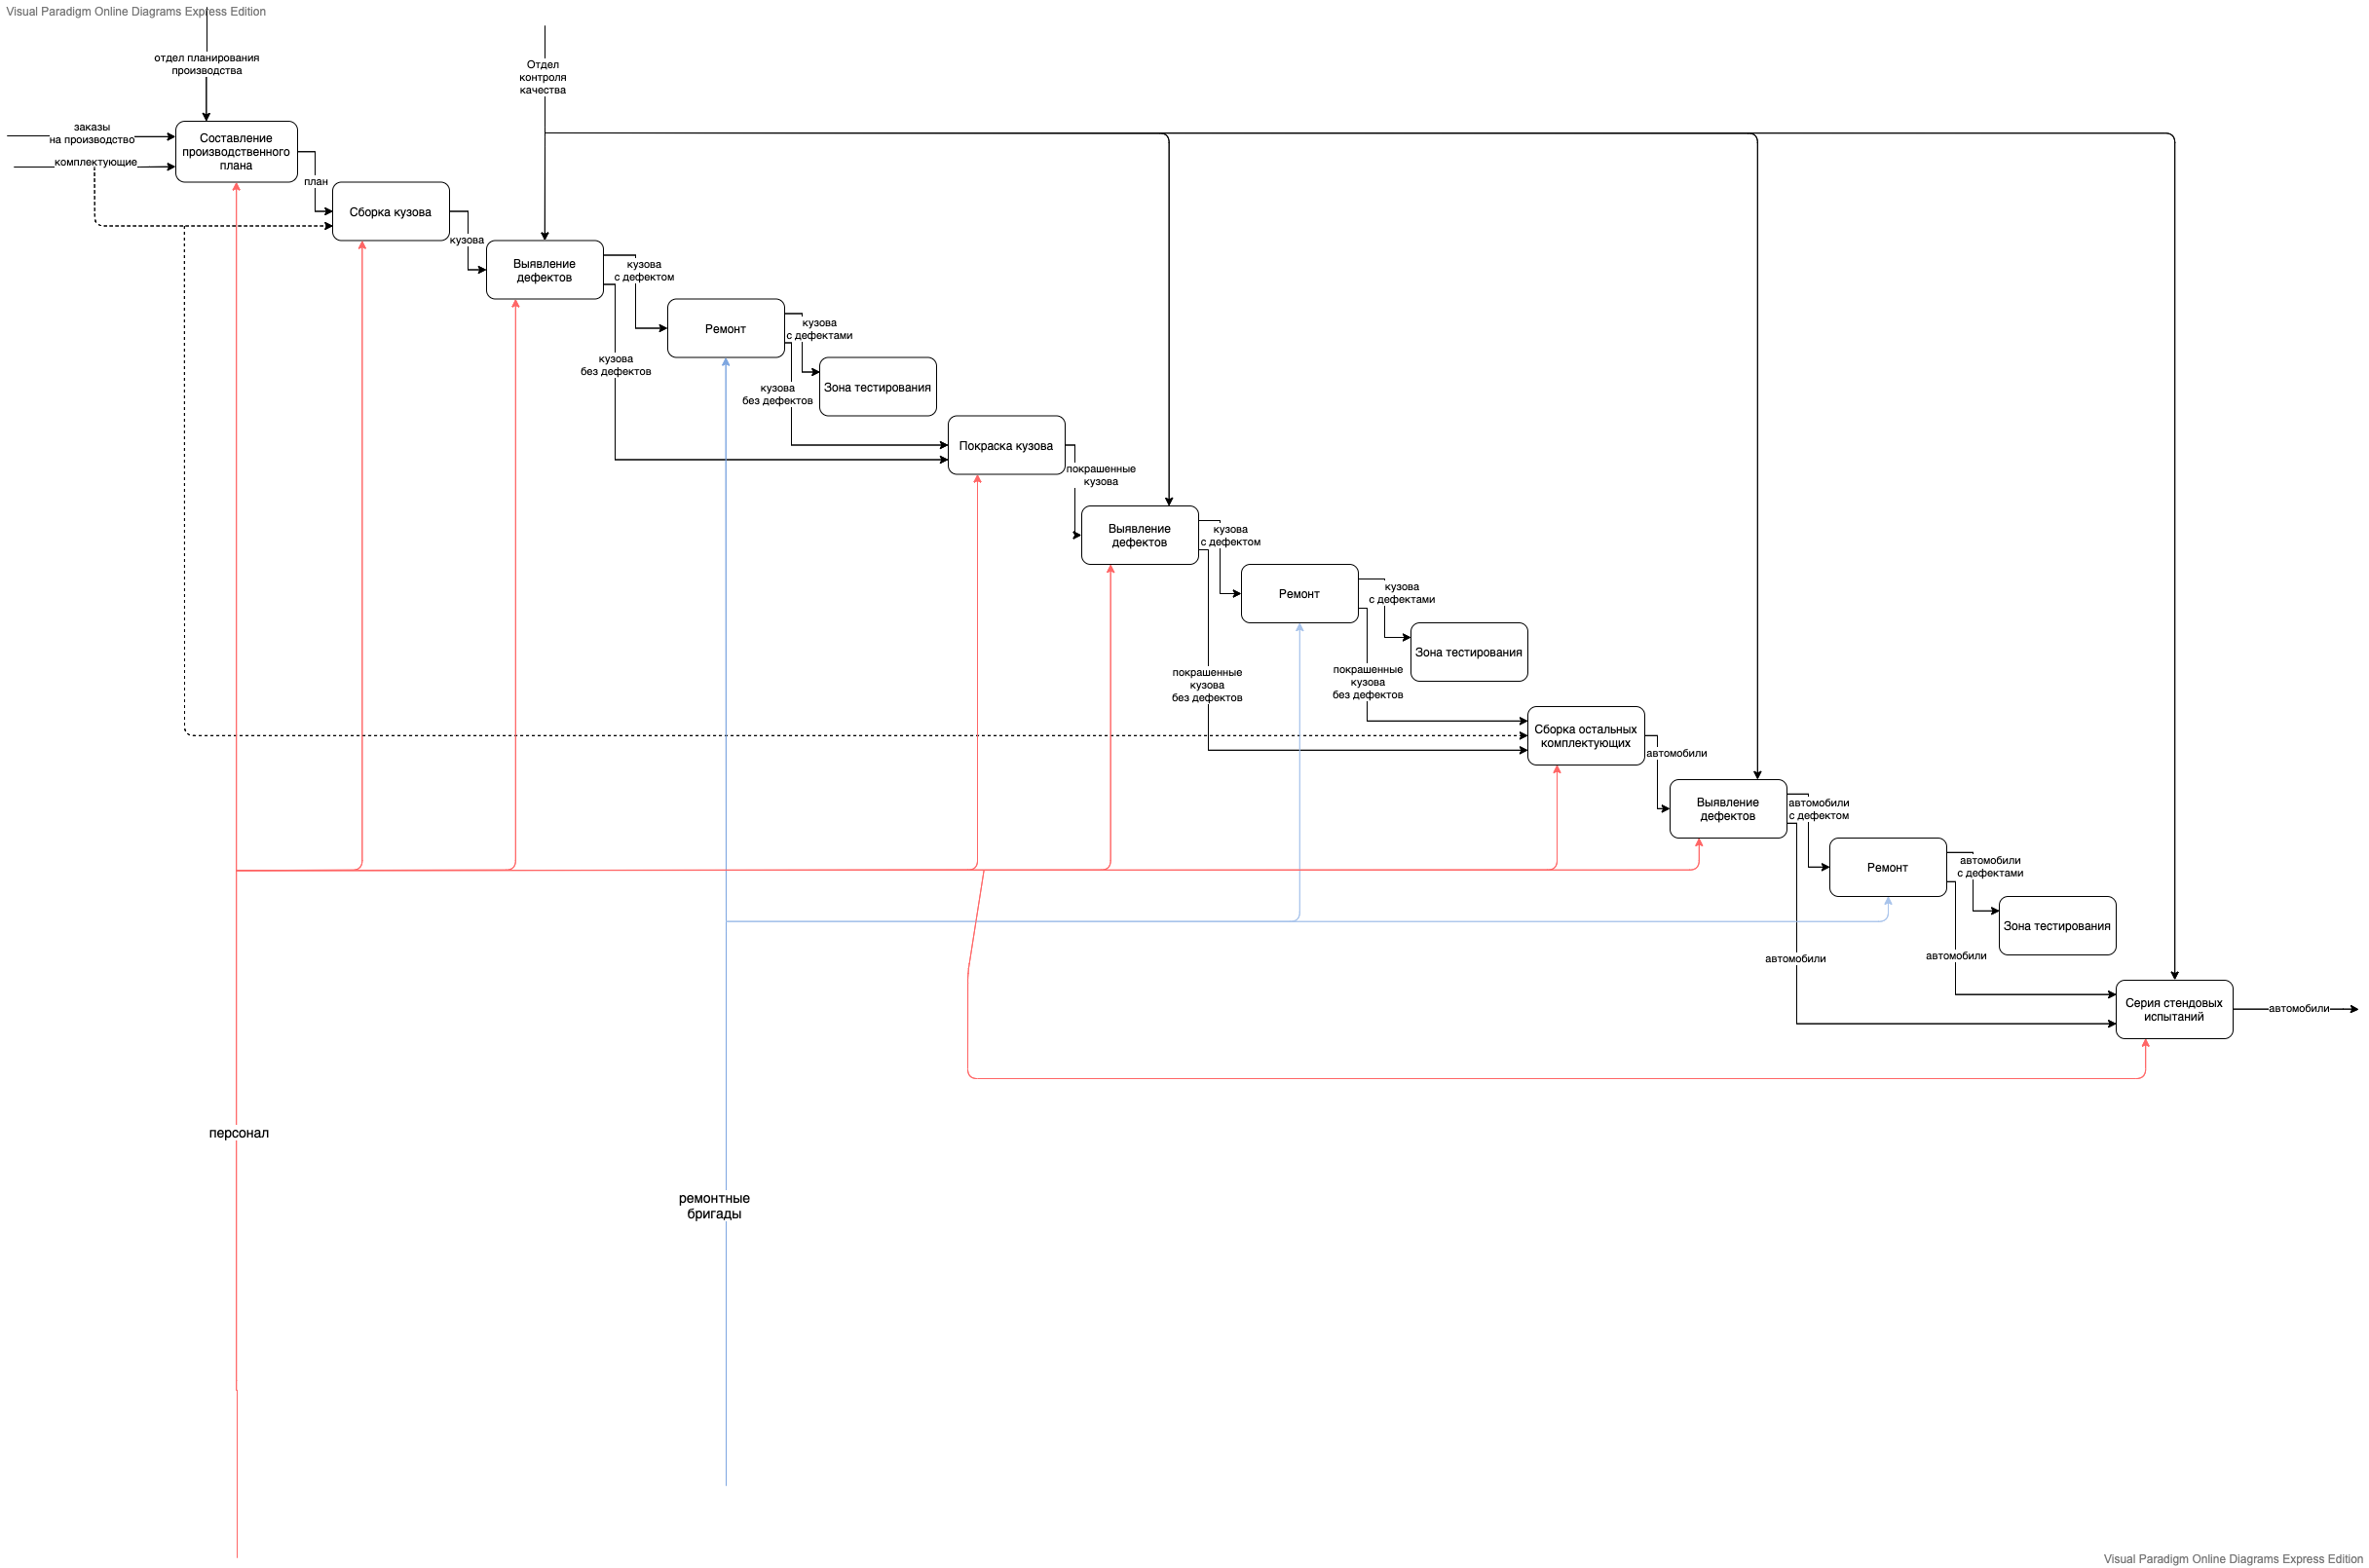 Visual Paradigm Online Diagrams Express Edition
отдел планирования
производства
Отдел
контроля
качества
заказы
на производство
комплектующие
Составление
производственного
плана
план
Сборка кузова
кузова
Выявление
дефектов
кузова
с дефектом
кузова
без дефектов
Ремонт
кузова
с дефектами
кузова
без дефектов
Зона тестирования
Покраска кузова
покрашенные
кузова
Выявление
дефектов
кузова
с дефектом
покрашенные
кузова
без дефектов
Ремонт
кузова
с дефектами
покрашенные
кузова
без дефектов
Зона тестирования
Сборка остальных
комплектующих
автомобили
Выявление
дефектов
автомобили
с дефектом
автомобили
Ремонт
автомобили
с дефектами
автомобили
Зона тестирования
Серия стендовых
испытаний
автомобили
персонал
ремонтные
бригады
Visual Paradigm Online Diagrams Express Edition